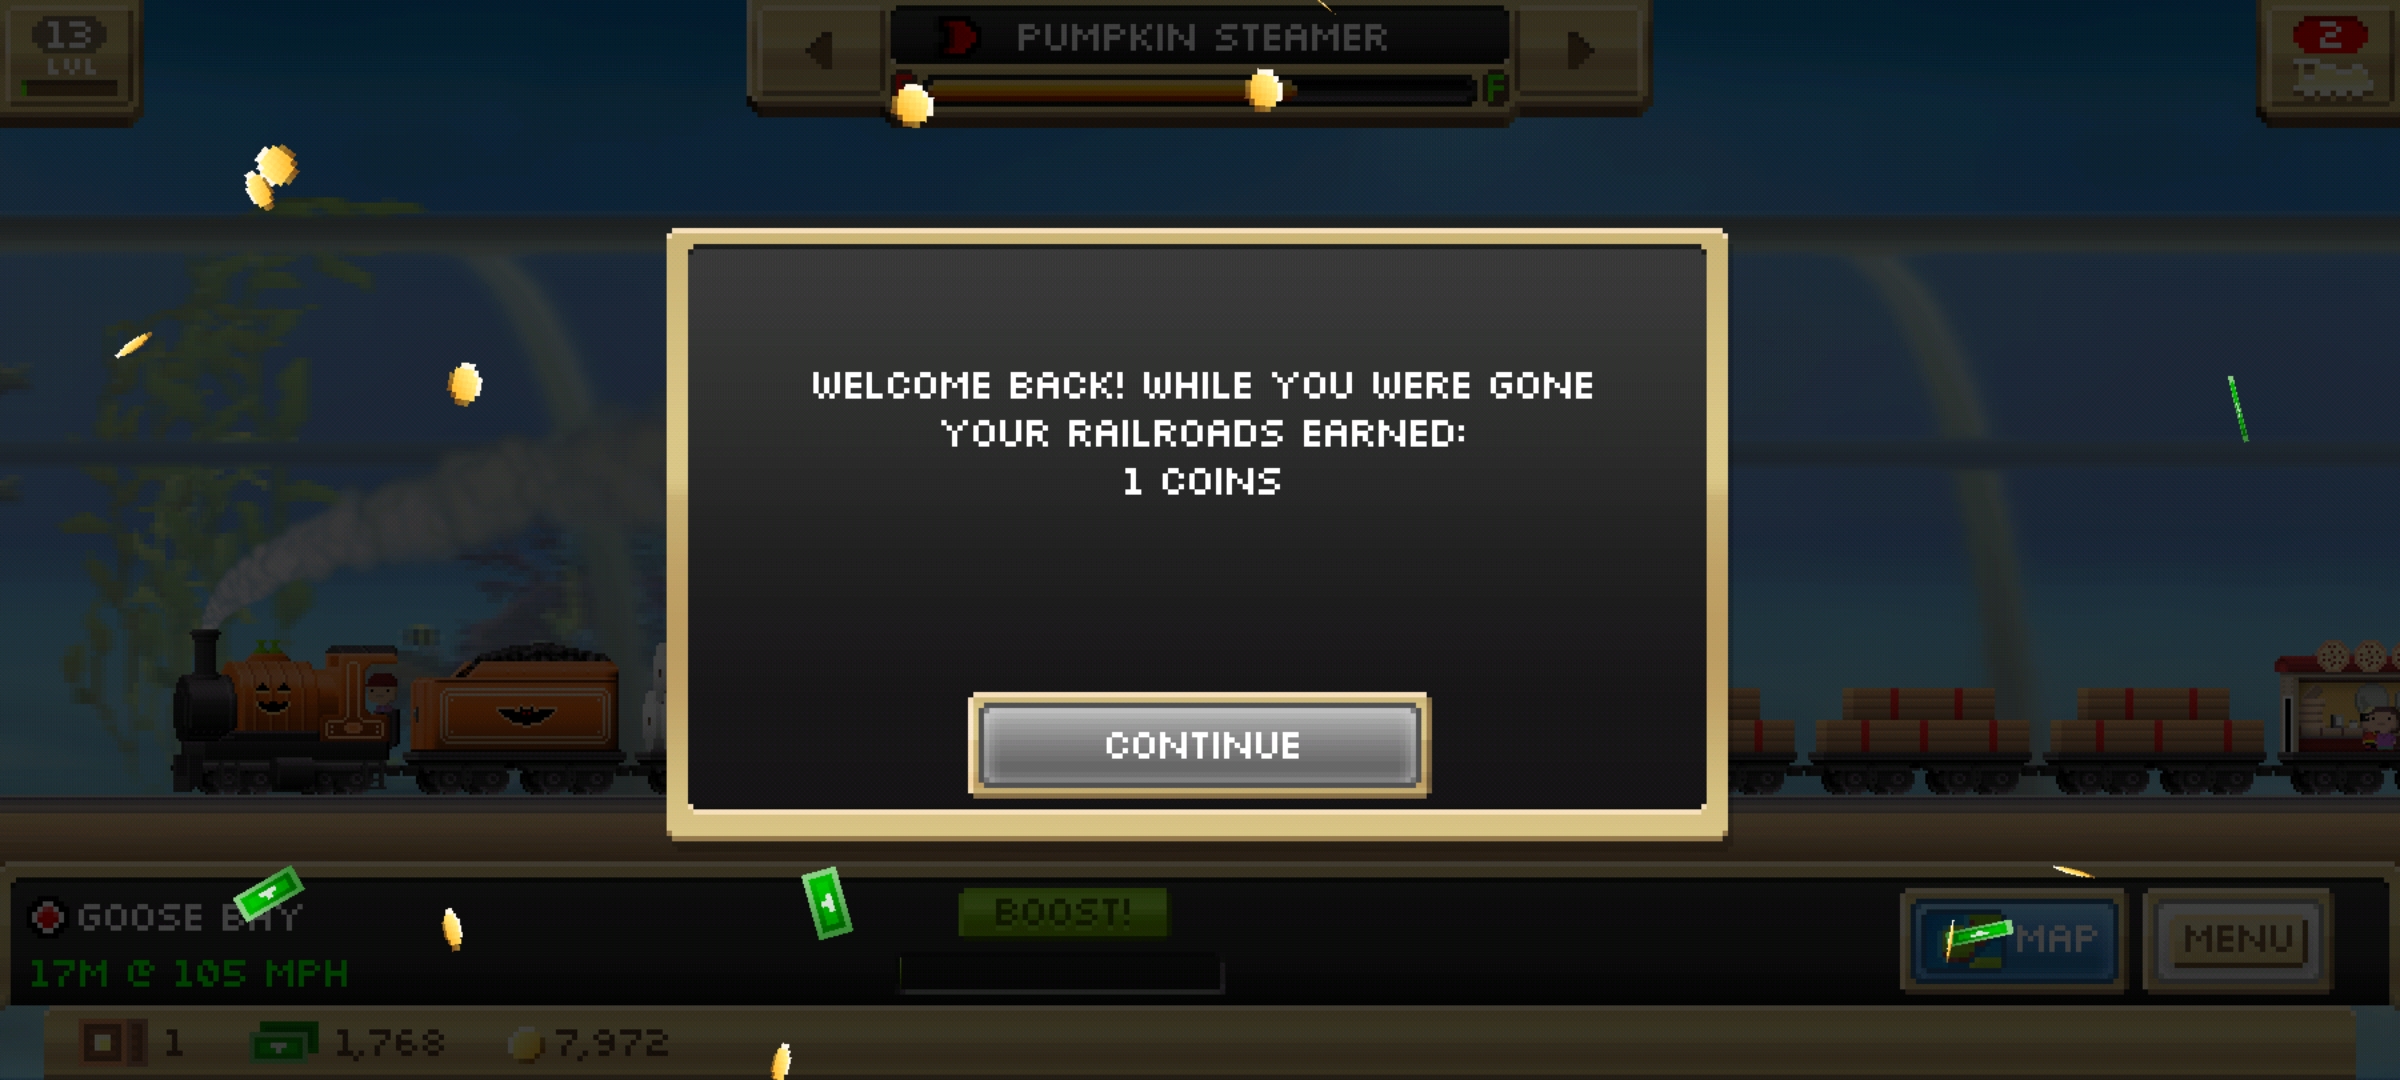 13
LVL
PUMPKIN STEAMER
F
2
WELCOME BACK! WHILE YOU WERE GONE
YOUR RAILROADS EARNED:
1 COINS
CONTINUE
GOOSE BAY
17M @ 105 MPH
BOOST!
MAP
MENU
1
1,768
7,972